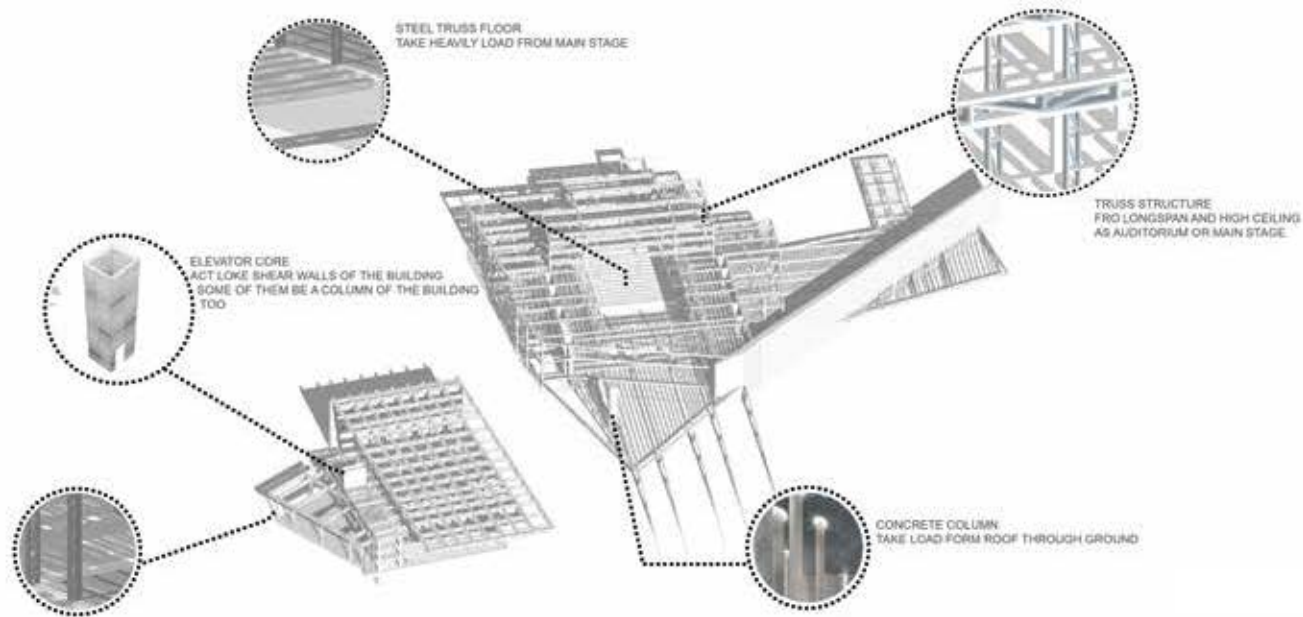 STEEL TRUSS FLOOR
TAKE HEAVILY LOAD FROM MAIN STAGE
TRUSS STRUCTURE
FRO LONGSPAN AND HIGH CEILING
AS AUDITORIUM OR MAIN STAGE
ELEVATOR CORE
ACT LOKE SHEAR WALLS OF THE BUILDING
SOME OF THEM BE A COLUMN OF THE BUILDING
TOO
CONCRETE COLUMN
TAKE LOAD FORM ROOF THROUGH GROUND